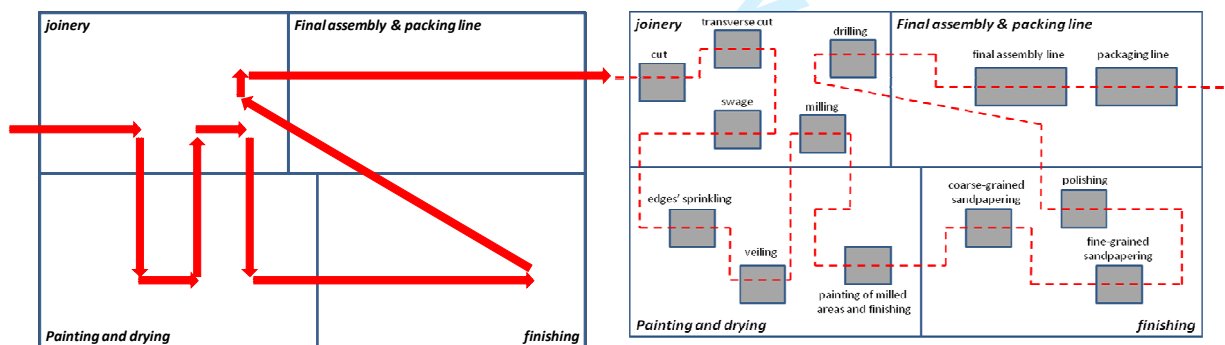 joinery
Final assembly & packing line
Painting and drying
finishing
joinery
transverse cut
drilling
Final assembly & packing line
cut
final assembly line
packaging line
swage
milling
edges' sprinkling
coarse-grained
sandpapering
polishing
veiling
fine-grained
sandpapering
painting of milled
areas and finishing
Painting and drying
finishing